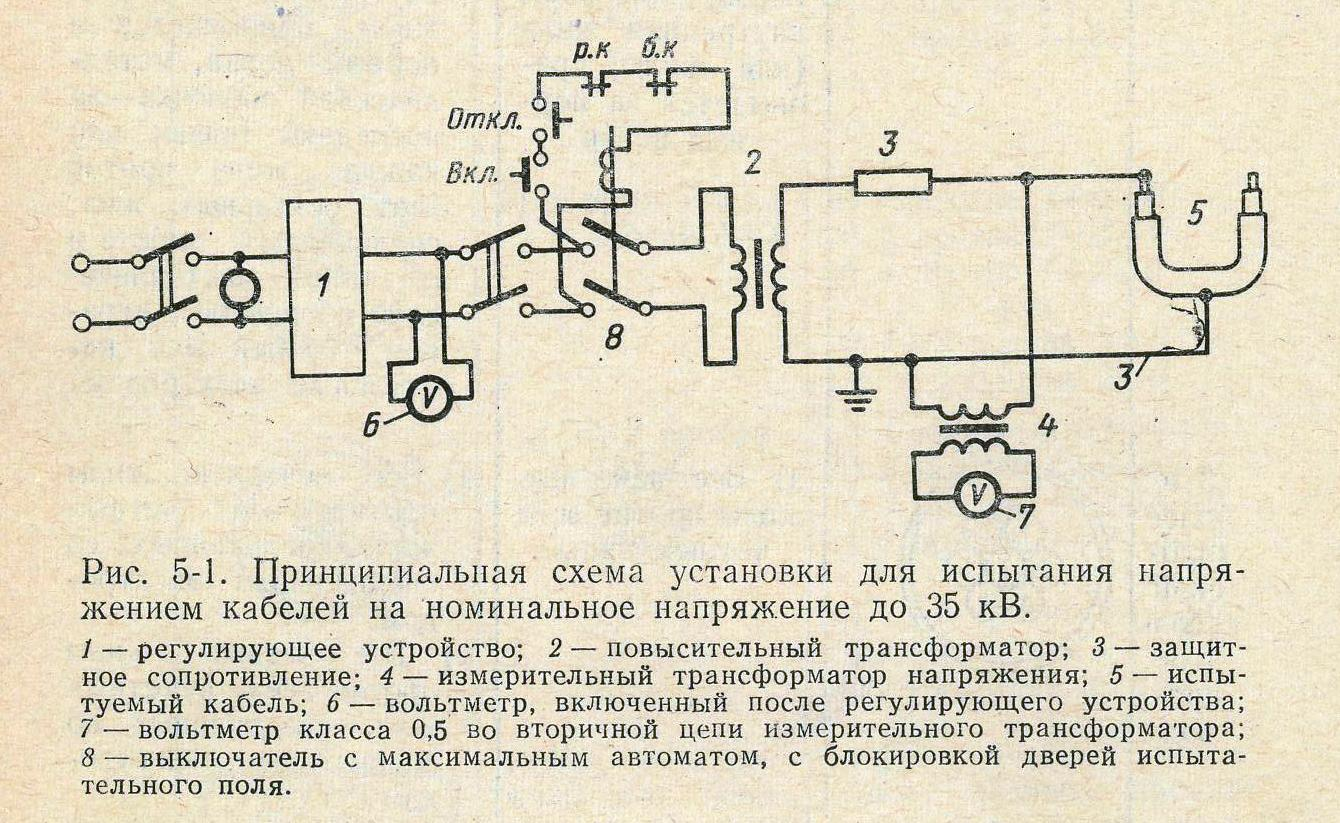 р.к б.к
Откл.
2
3
Вкл.
5
1
8
V
6
3
4
V
7
Рис. 5-1. Принципиальная схема установки для испытания напря-
жением кабелей на номинальное напряжение до 35 кВ.
1 — регулирующее устройство; 2 — повысительный трансформатор; 3 — защит-
ное сопротивление; 4 — измерительный трансформатор напряжения; 5 — испы-
туемый кабель; 6 — вольтметр, включенный после регулирующего устройства;
7 — вольтметр класса 0,5 во вторичной цепи измерительного трансформатора;
8 — выключатель с максимальным автоматом, с блокировкой дверей испыта-
тельного поля.